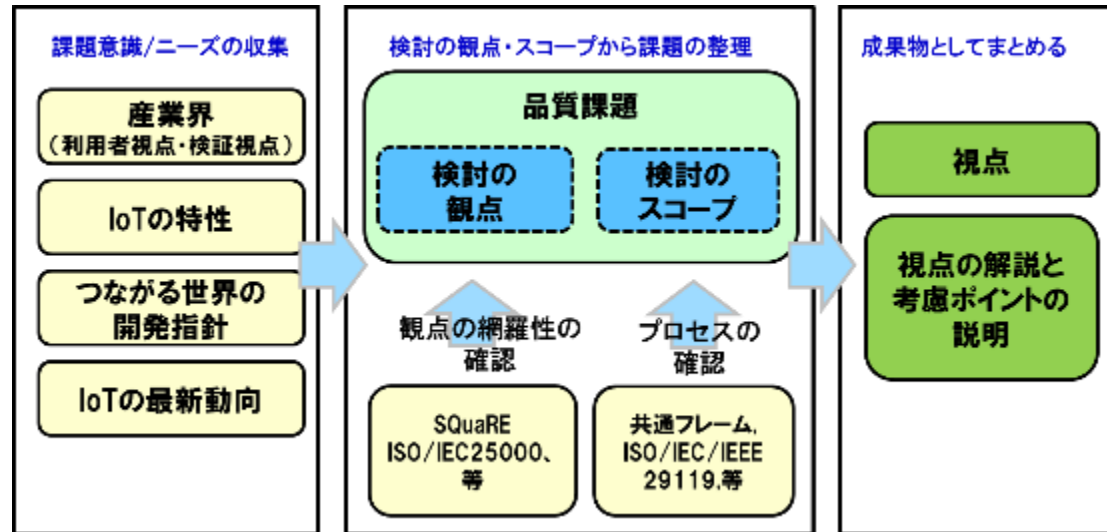 課題意識/ニーズの収集
産業界
（利用者視点・検証視点）
IoTの特性
つながる世界の
開発指針
IoTの最新動向
検討の観点・スコープから課題の整理
品質課題
検討の
観点
検討の
スコープ
観点の網羅性の
確認
プロセスの
確認
SQuaRE
ISO/IEC25000、
等
共通フレーム,
ISO/IEC/IEEE
29119,等
成果物としてまとめる
視点
視点の解説と
考慮ポイントの
説明